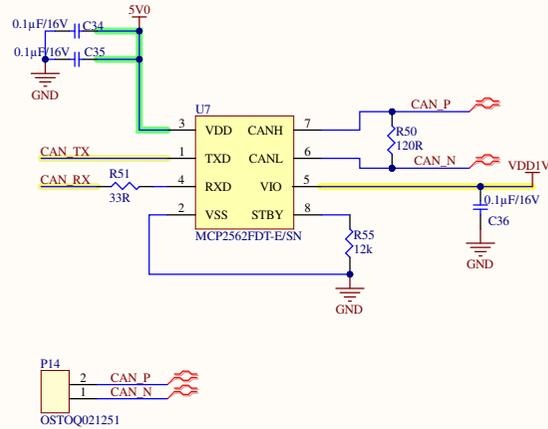 5V0
0.1µF/16V C34
0.1µF/16V C35
GND
U7
3 VDD CANH 7
CAN_P
CAN_TX 1 TXD CANL 6
R50
120R
CAN_N
CAN_RX R51 4 RXD VIO 5
VDD1V
33R
2 VSS STBY 8
0.1µF/16V
C36
MCP2562FDT-E/SN
R55
12k
GND
GND
P14
2 CAN_P
1 CAN_N
OSTOQ021251